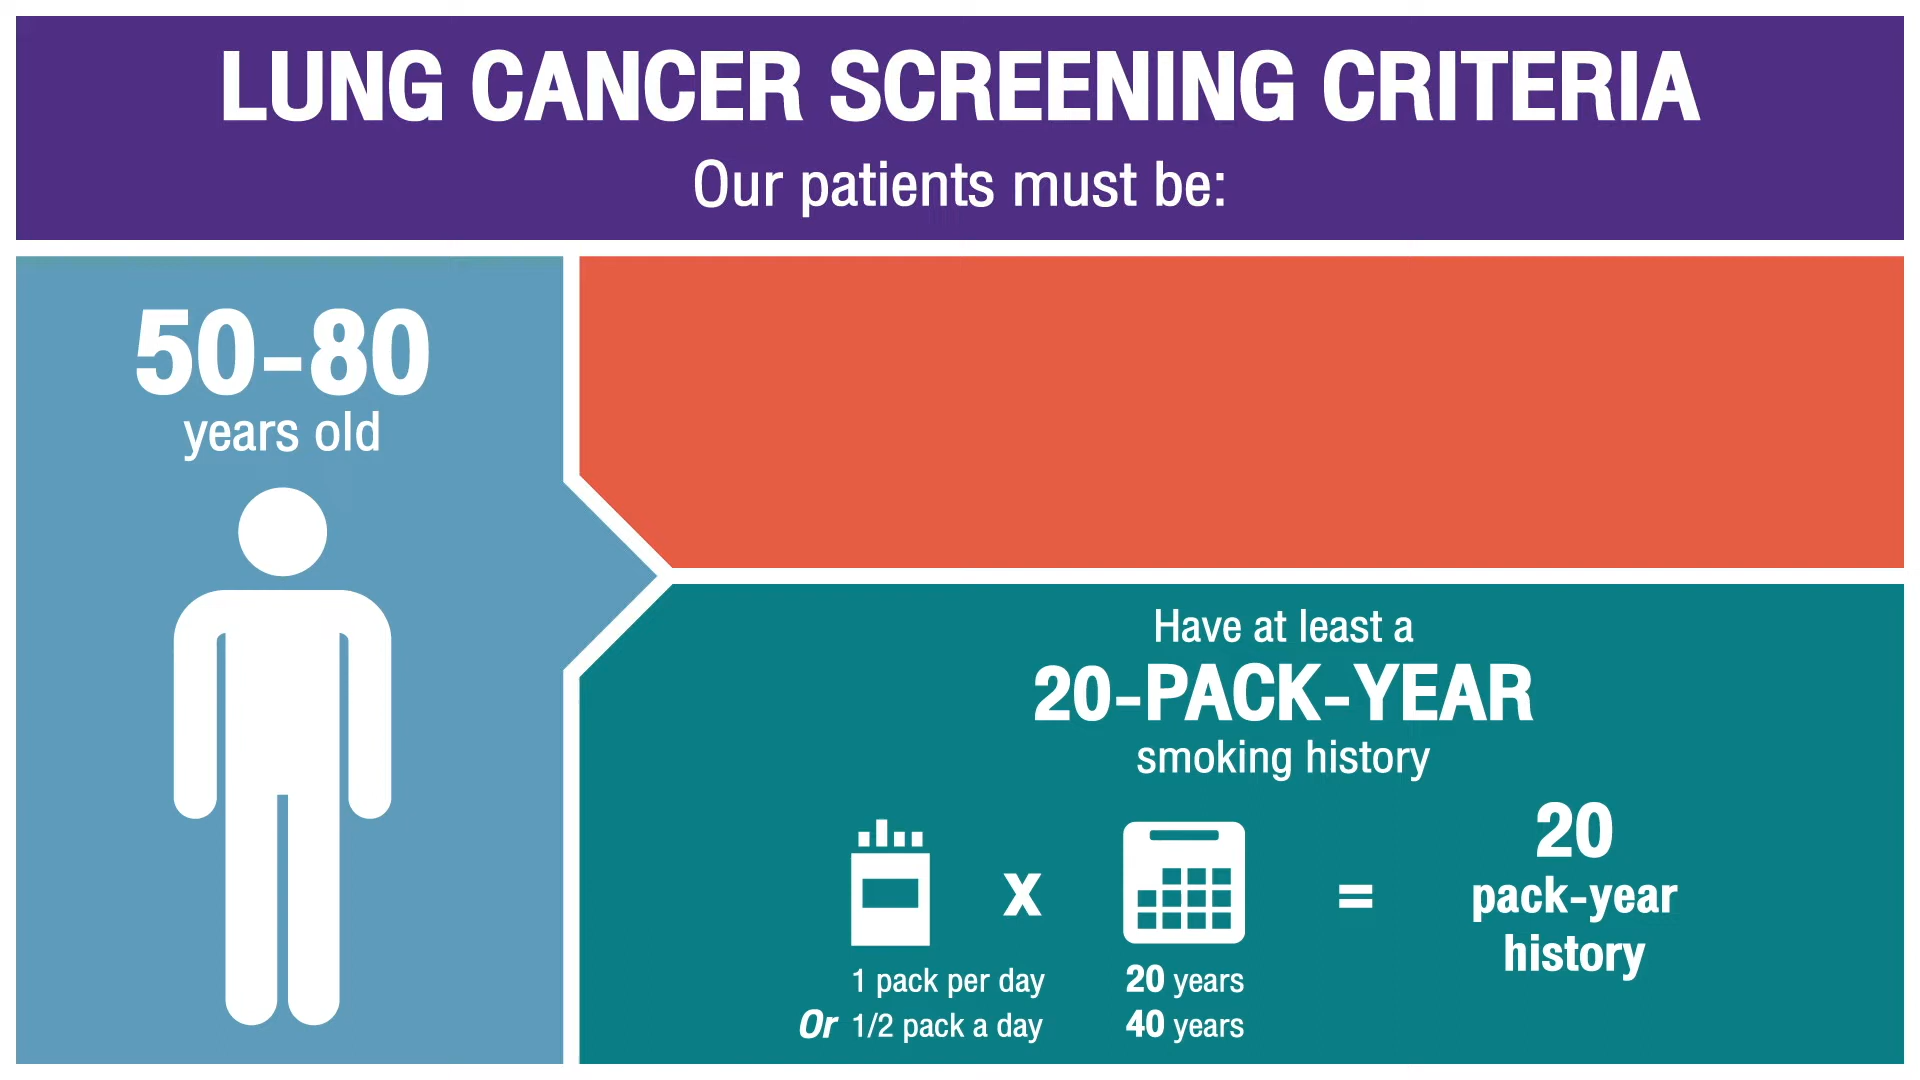 LUNG CANCER SCREENING CRITERIA
Our patients must be:
50-80
years old
Have at least a
20-PACK-YEAR
smoking history
x
=
20
pack-year
history
1 pack per day 20 years
Or 1/2 pack a day 40 years